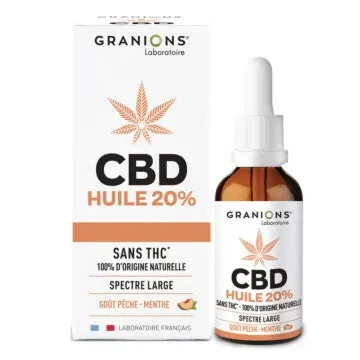 GRANIONS®
Laboratoire
CBD
HUILE 20%
SANS THC*
100% D'ORIGINE NATURELLE
SPECTRE LARGE
GOÛT PÊCHE - MENTHE
LABORATOIRE FRANÇAIS
GRANIONS®
Laboratoire
CBD
HUILE 20%
SANS THC* - 100% D'ORIGINE NATURELLE
SPECTRE LARGE
GOÛT PÊCHE - MENTHE